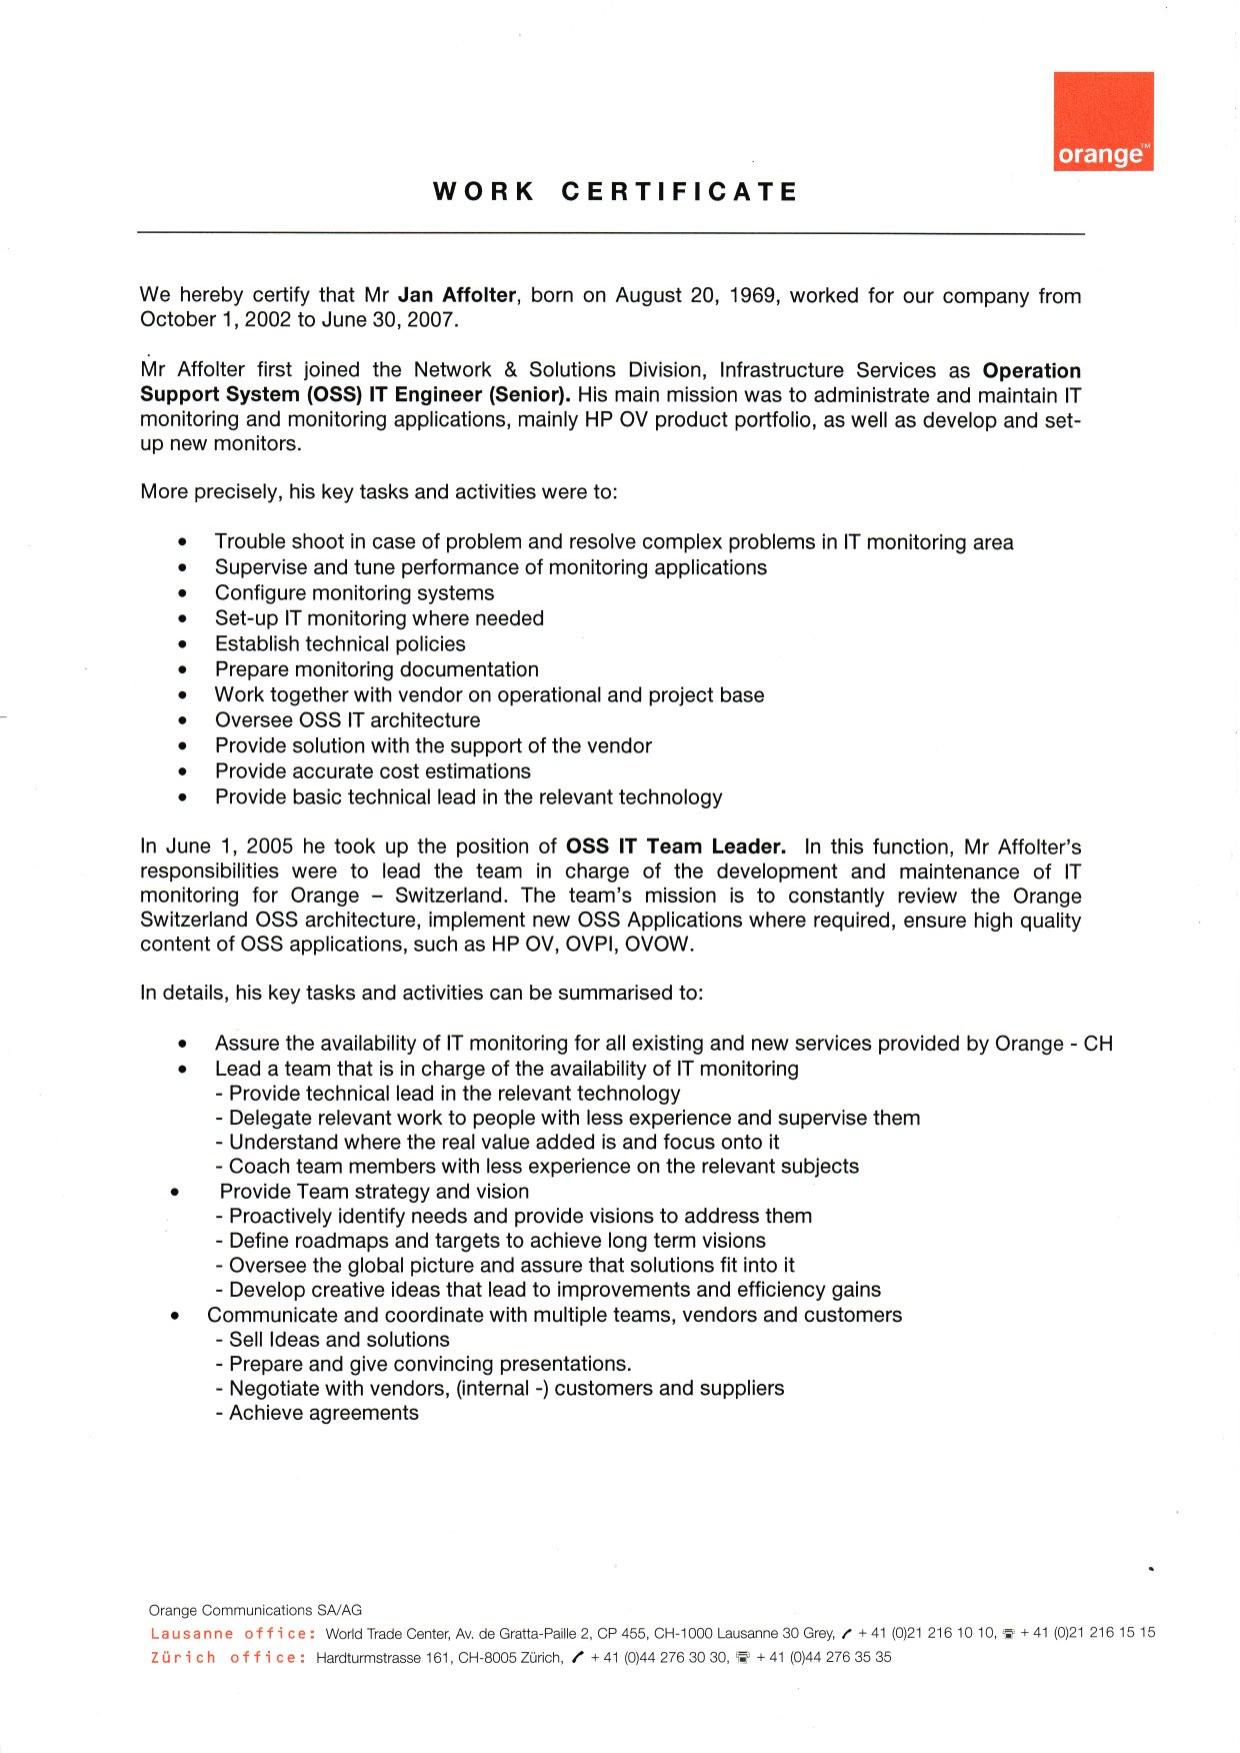 orange™
WORK CERTIFICATE
We hereby certify that Mr Jan Affolter, born on August 20, 1969, worked for our company from
October 1, 2002 to June 30, 2007.
Mr Affolter first joined the Network & Solutions Division, Infrastructure Services as Operation
Support System (OSS) IT Engineer (Senior). His main mission was to administrate and maintain IT
monitoring and monitoring applications, mainly HP OV product portfolio, as well as develop and set-
up new monitors.
More precisely, his key tasks and activities were to:
• Trouble shoot in case of problem and resolve complex problems in IT monitoring area
• Supervise and tune performance of monitoring applications
• Configure monitoring systems
• Set-up IT monitoring where needed
• Establish technical policies
• Prepare monitoring documentation
• Work together with vendor on operational and project base
• Oversee OSS IT architecture
• Provide solution with the support of the vendor
• Provide accurate cost estimations
• Provide basic technical lead in the relevant technology
In June 1, 2005 he took up the position of OSS IT Team Leader. In this function, Mr Affolter's
responsibilities were to lead the team in charge of the development and maintenance of IT
monitoring for Orange – Switzerland. The team's mission is to constantly review the Orange
Switzerland OSS architecture, implement new OSS Applications where required, ensure high quality
content of OSS applications, such as HP OV, OVPI, OVOW.
In details, his key tasks and activities can be summarised to:
• Assure the availability of IT monitoring for all existing and new services provided by Orange - CH
• Lead a team that is in charge of the availability of IT monitoring
- Provide technical lead in the relevant technology
- Delegate relevant work to people with less experience and supervise them
- Understand where the real value added is and focus onto it
- Coach team members with less experience on the relevant subjects
• Provide Team strategy and vision
- Proactively identify needs and provide visions to address them
- Define roadmaps and targets to achieve long term visions
- Oversee the global picture and assure that solutions fit into it
- Develop creative ideas that lead to improvements and efficiency gains
• Communicate and coordinate with multiple teams, vendors and customers
- Sell Ideas and solutions
- Prepare and give convincing presentations.
- Negotiate with vendors, (internal -) customers and suppliers
- Achieve agreements
Orange Communications SA/AG
Lausanne office: World Trade Center, Av. de Gratta-Paille 2, CP 455, CH-1000 Lausanne 30 Grey, + 41 (0)21 216 10 10, + 41 (0)21 216 15 15
Zürich office: Hardturmstrasse 161, CH-8005 Zürich, + 41 (0)44 276 30 30, + 41 (0)44 276 35 35